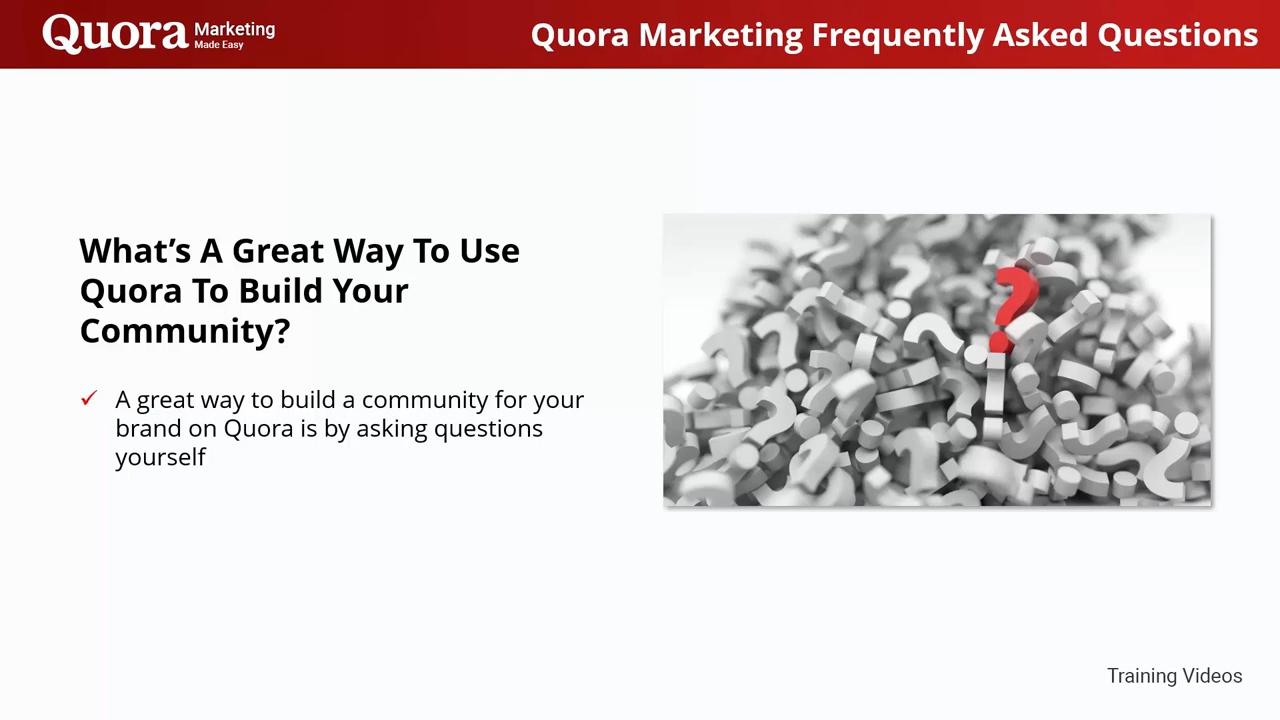 Quora Marketing
Made Easy
Quora Marketing Frequently Asked Questions
What’s A Great Way To Use
Quora To Build Your
Community?
✓ A great way to build a community for your
brand on Quora is by asking questions
yourself
Training Videos